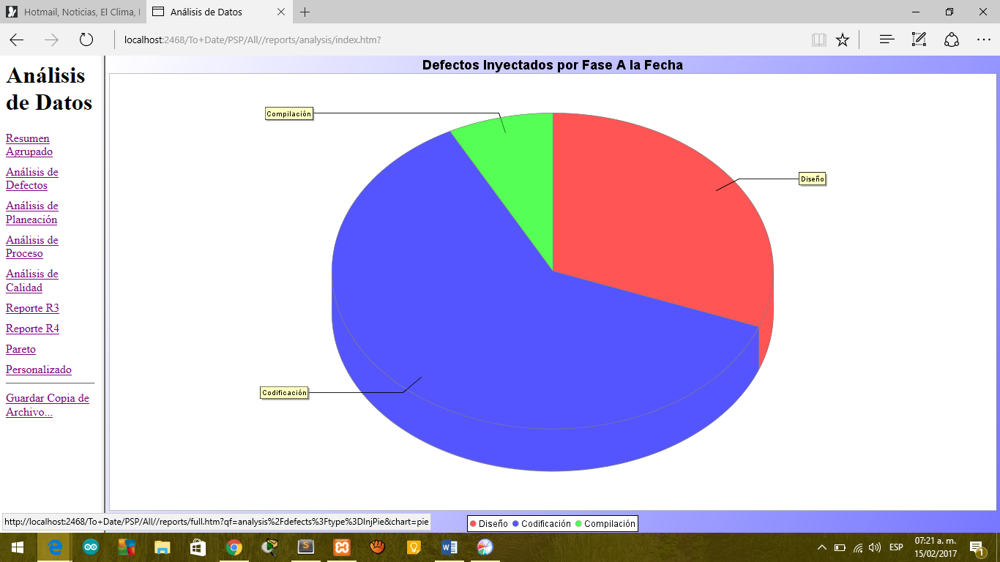 Hotmail, Noticias, El Clima, I
Análisis de Datos
localhost:2468/To+Date/PSP/All//reports/analysis/index.htm?
Análisis
de Datos
Resumen
Agrupado
Análisis de
Defectos
Análisis de
Planeación
Análisis de
Proceso
Análisis de
Calidad
Reporte R3
Reporte R4
Pareto
Personalizado
Guardar Copia de
Archivo...
Defectos Inyectados por Fase A la Fecha
Compilación
Diseño
Codificación
Diseño Codificación Compilación
http://localhost:2468/To+Date/PSP/All//reports/full.htm?qf=analysis%2Fdefects%3Ftype%3DInjPie&chart=pie
ESP
07:21 a. m.
15/02/2017
1